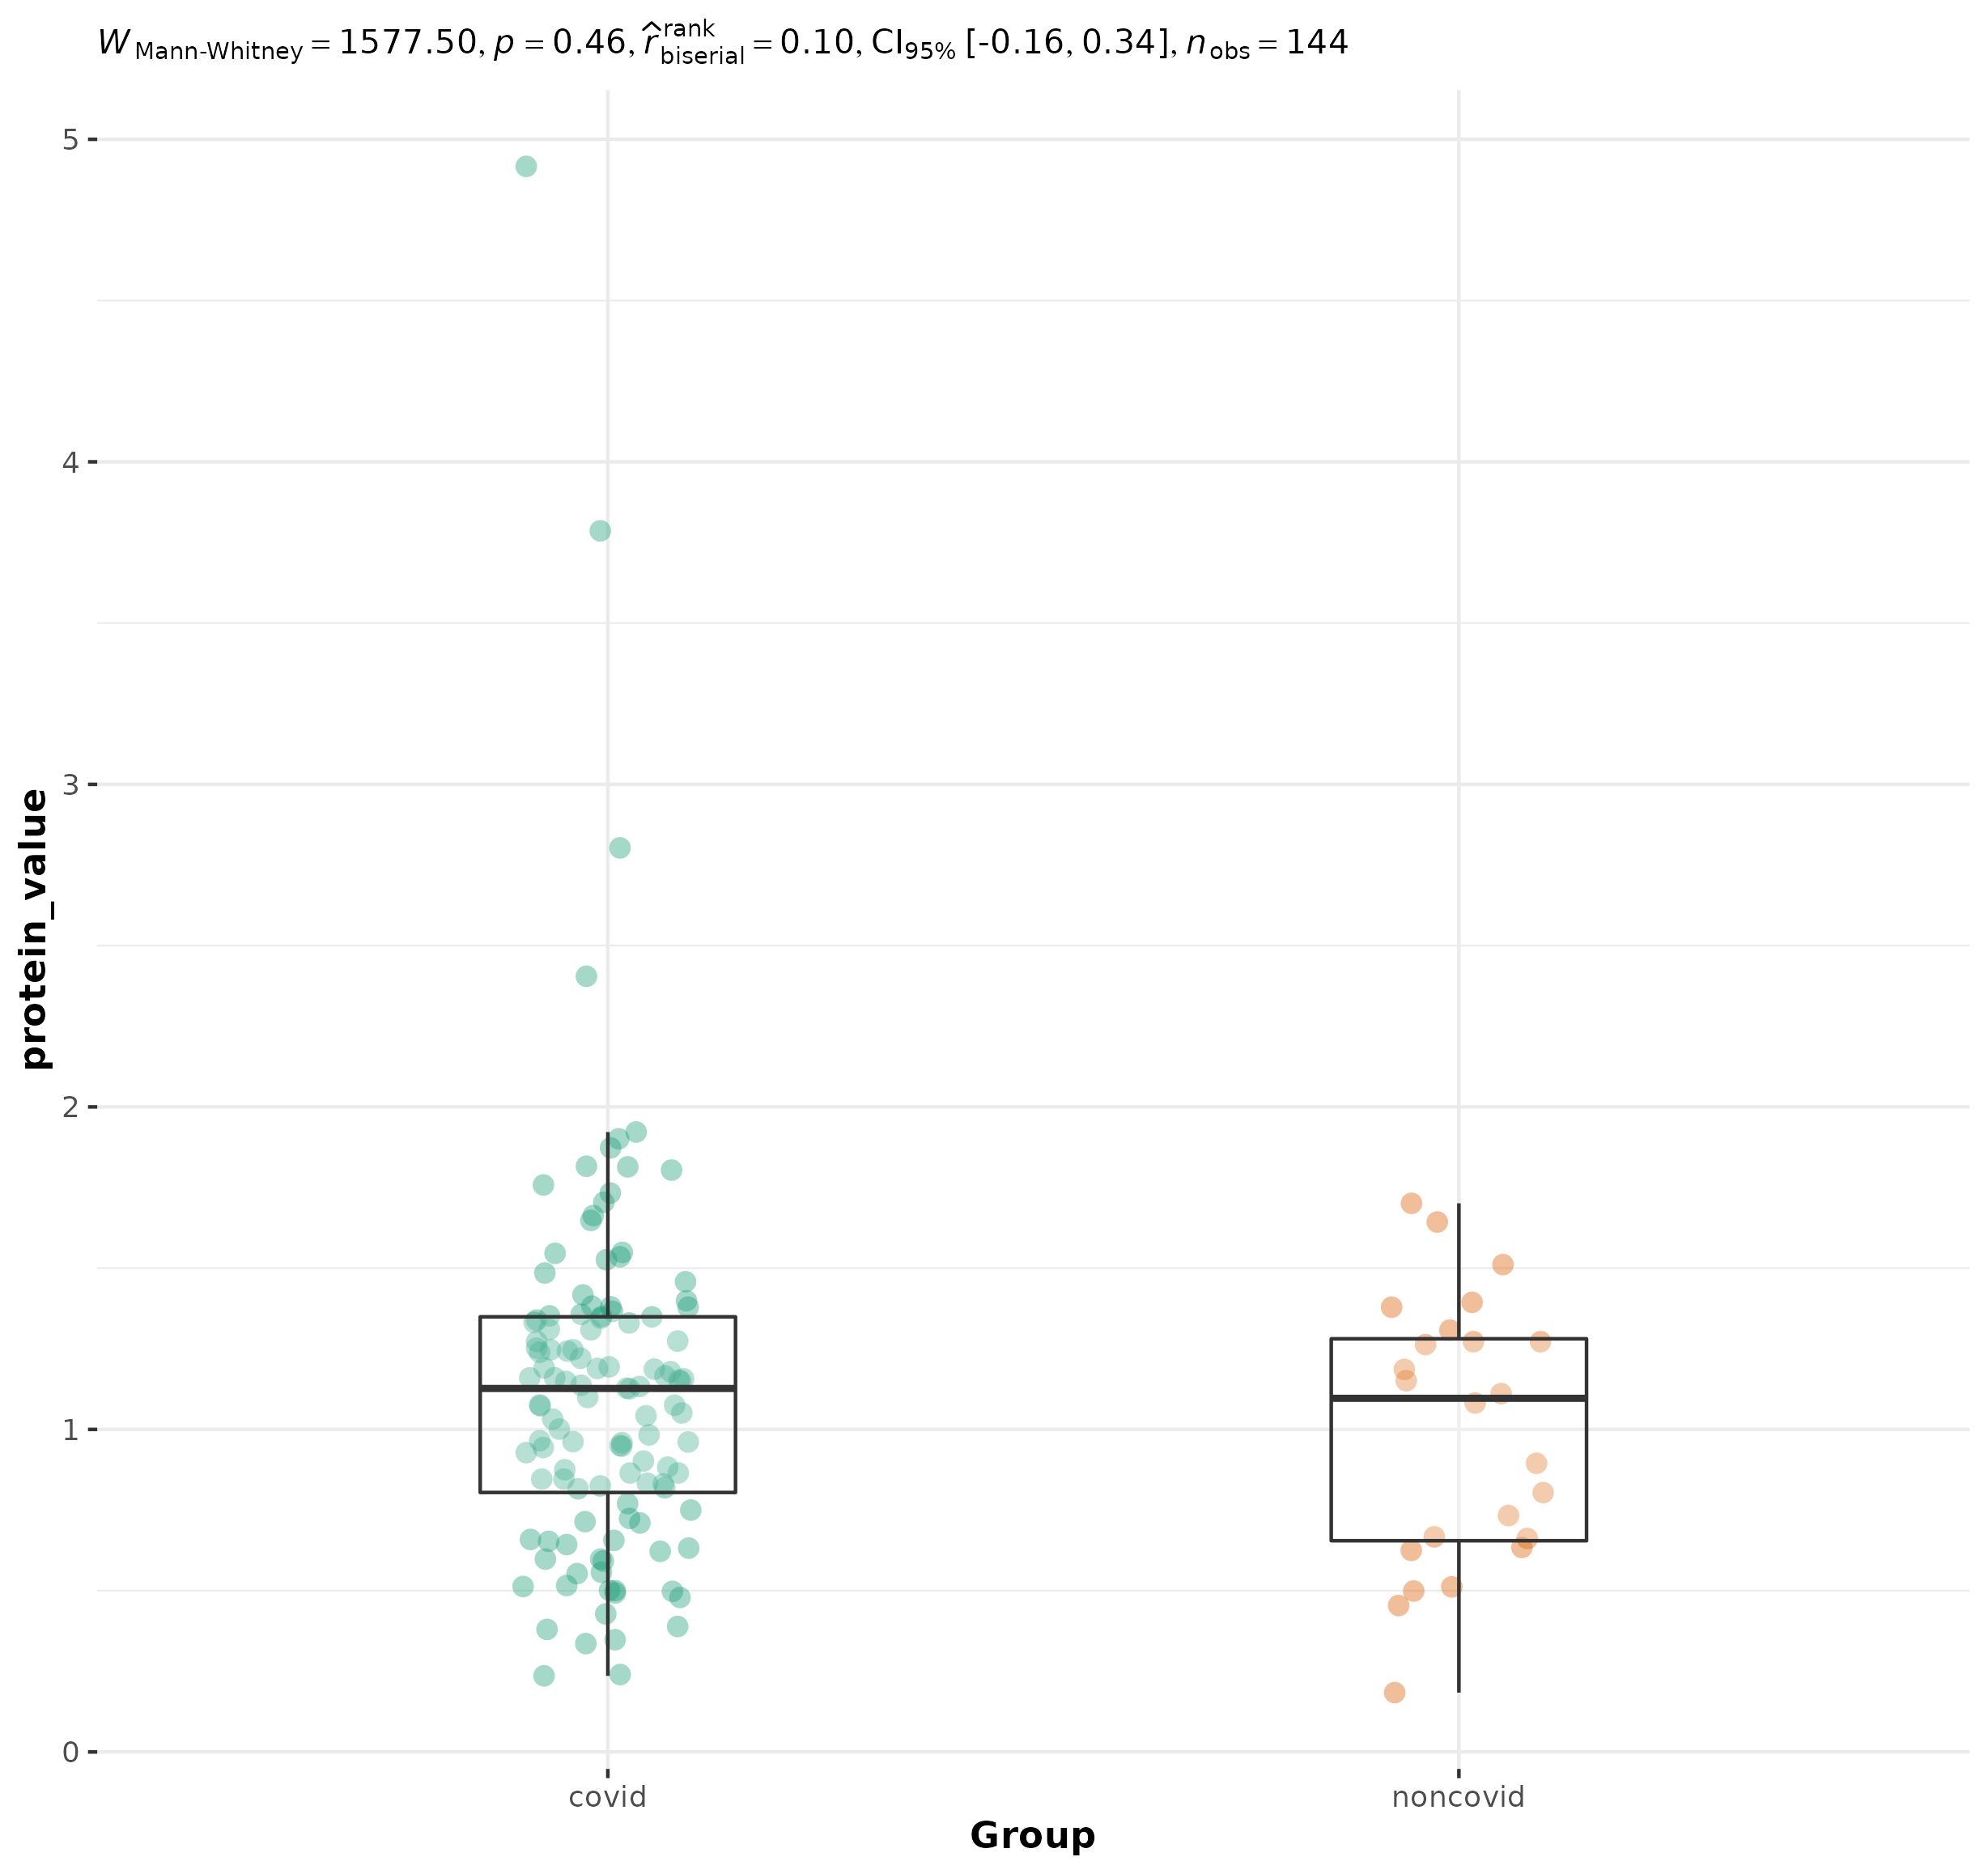 W Mann-Whitney = 1577.50, p = 0.46, r̂ rank biserial = 0.10, CI95% [-0.16, 0.34], n obs = 144
5
4
3
2
1
0
protein_value
covid noncovid
Group